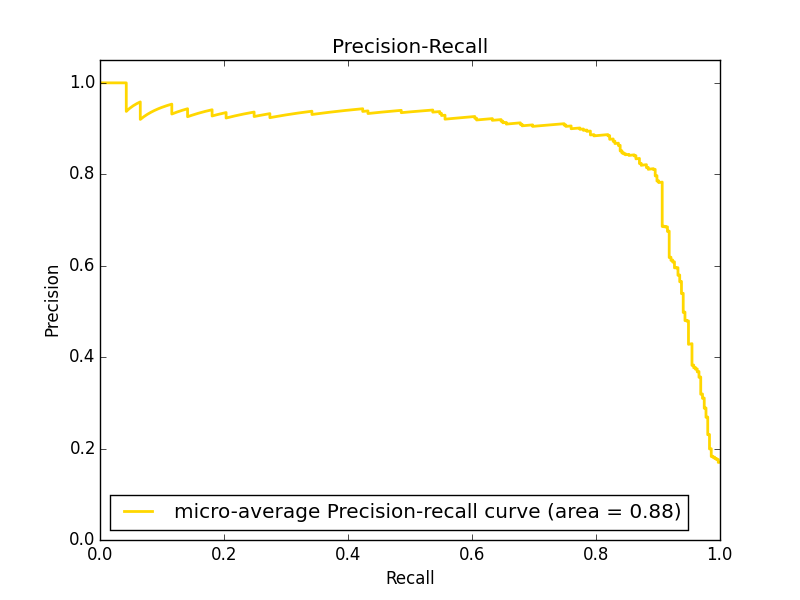 Precision-Recall
1.0
0.8
0.6
0.4
0.2
0.0
Precision
micro-average Precision-recall curve (area = 0.88)
0.0 0.2 0.4 0.6 0.8 1.0
Recall